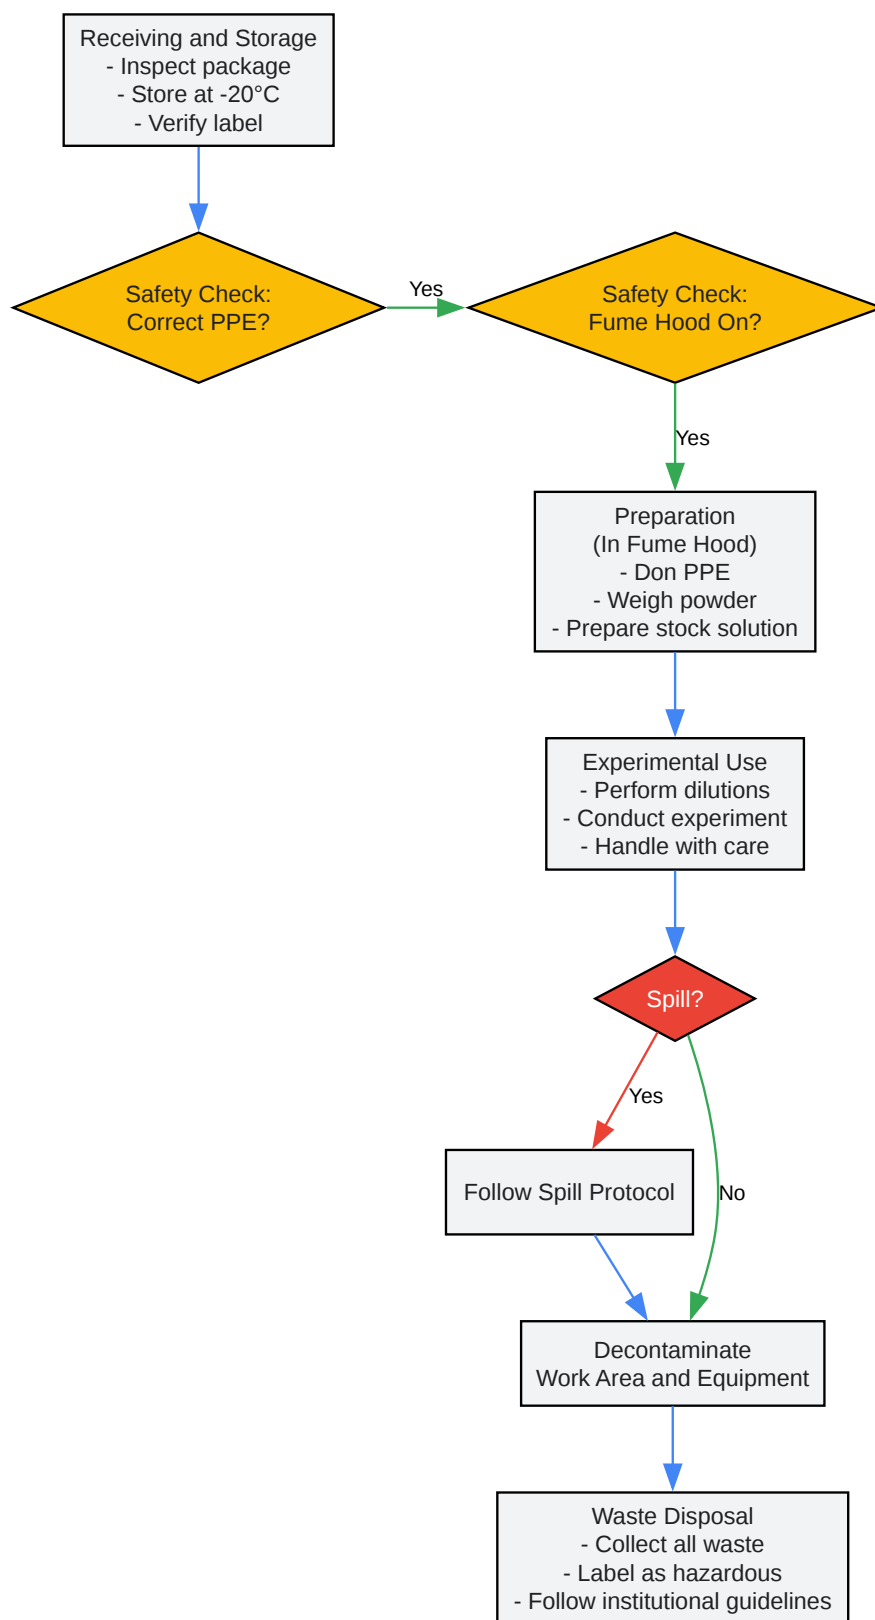 Receiving and Storage
- Inspect package
- Store at -20°C
- Verify label
Safety Check:
Correct PPE?
Yes
Safety Check:
Fume Hood On?
Yes
Preparation
(In Fume Hood)
- Don PPE
- Weigh powder
- Prepare stock solution
Experimental Use
- Perform dilutions
- Conduct experiment
- Handle with care
Spill?
Yes
Follow Spill Protocol
No
Decontaminate
Work Area and Equipment
Waste Disposal
- Collect all waste
- Label as hazardous
- Follow institutional guidelines